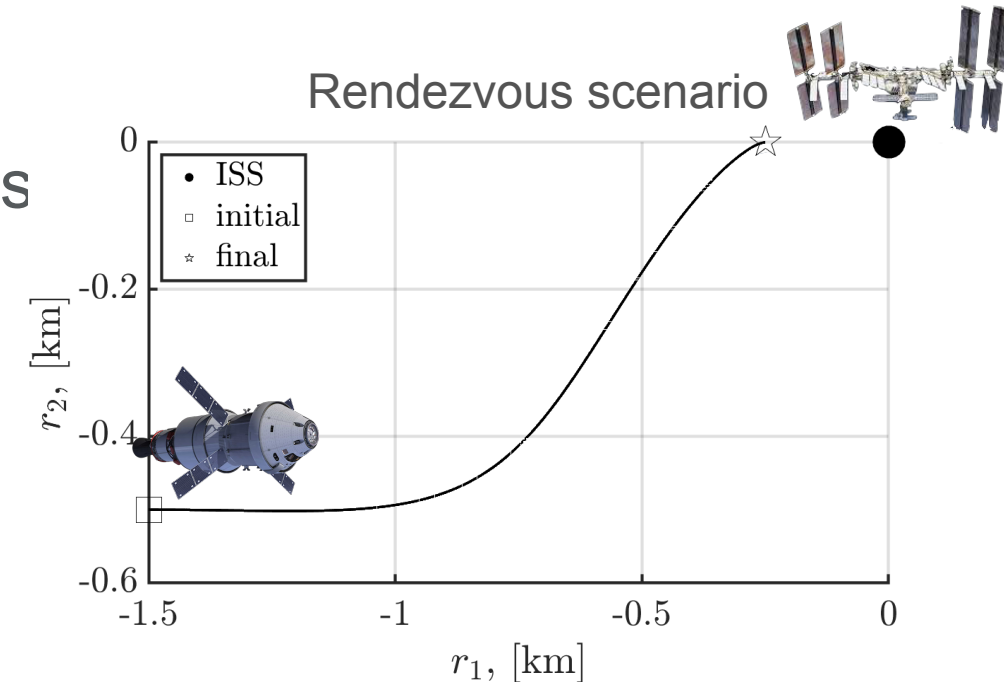 Rendezvous scenario
s
ISS
initial
final
0
-0.2
-0.4
-0.6
-1.5
-1
-0.5
0
r₂, [km]
r₁, [km]